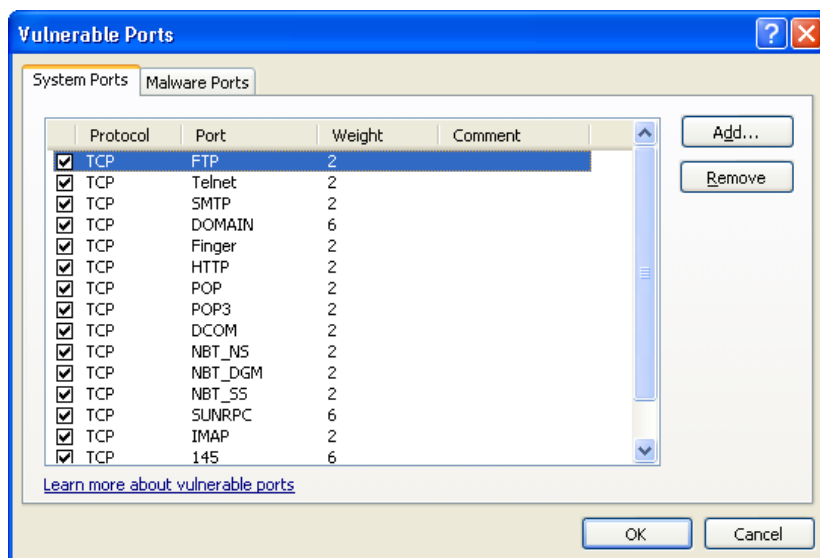 Vulnerable Ports
System Ports Malware Ports
Protocol Port Weight Comment
TCP FTP 2
TCP Telnet 2
TCP SMTP 2
TCP DOMAIN 6
TCP Finger 2
TCP HTTP 2
TCP POP 2
TCP POP3 2
TCP DCOM 2
TCP NBT_NS 2
TCP NBT_DGM 2
TCP NBT_SS 2
TCP SUNRPC 6
TCP IMAP 2
TCP 145 6
Add...
Remove
Learn more about vulnerable ports
OK Cancel